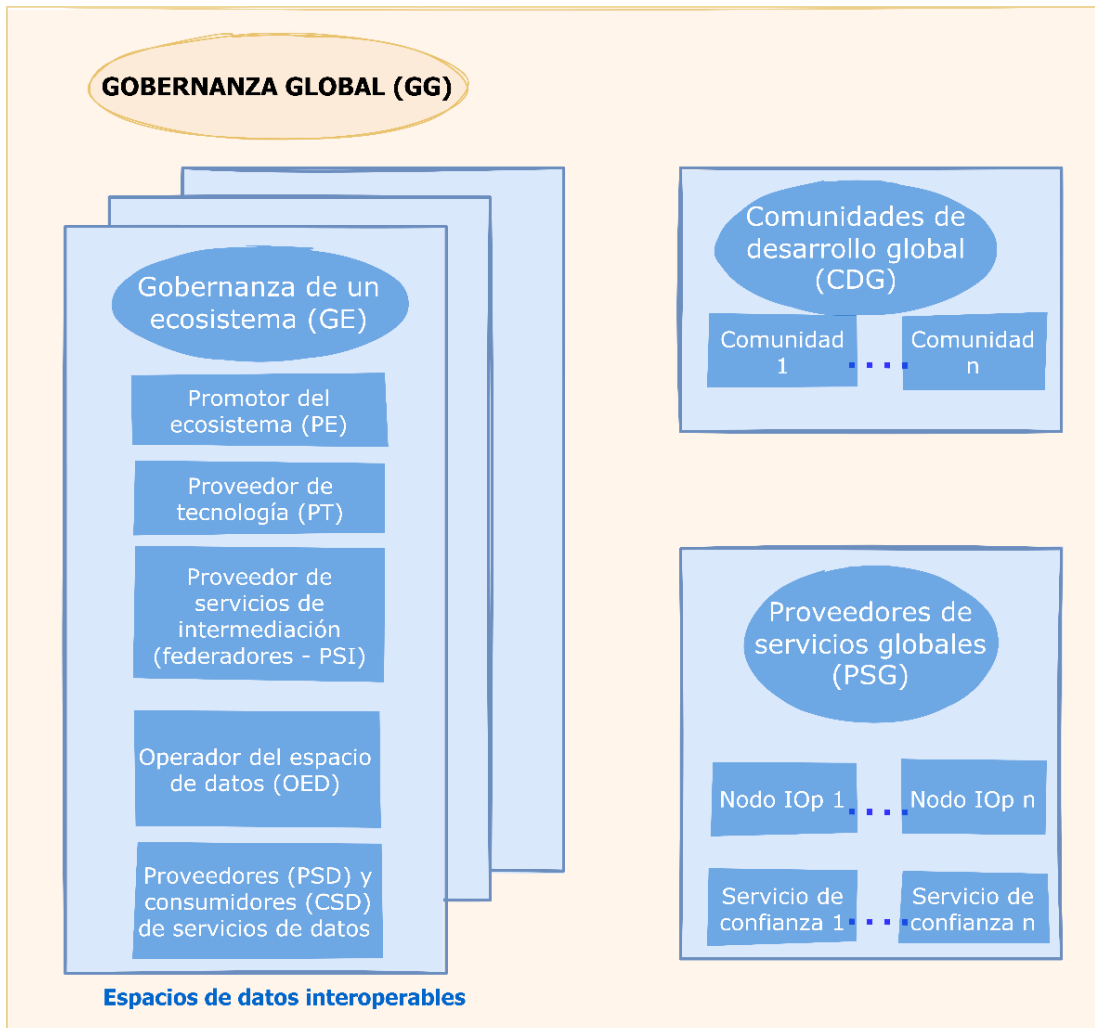 GOBERNANZA GLOBAL (GG)
Gobernanza de un
ecosistema (GE)
Promotor del
ecosistema (PE)
Proveedor de
tecnología (PT)
Proveedor de
servicios de
intermediación
(federadores - PSI)
Operador del espacio
de datos (OED)
Proveedores (PSD) y
consumidores (CSD)
de servicios de datos
Espacios de datos interoperables
Comunidades de
desarrollo global
(CDG)
Comunidad
1
....
Comunidad
n
Proveedores de
servicios globales
(PSG)
Nodo IOp 1
....
Nodo IOp n
Servicio de
confianza 1
....
Servicio de
confianza n